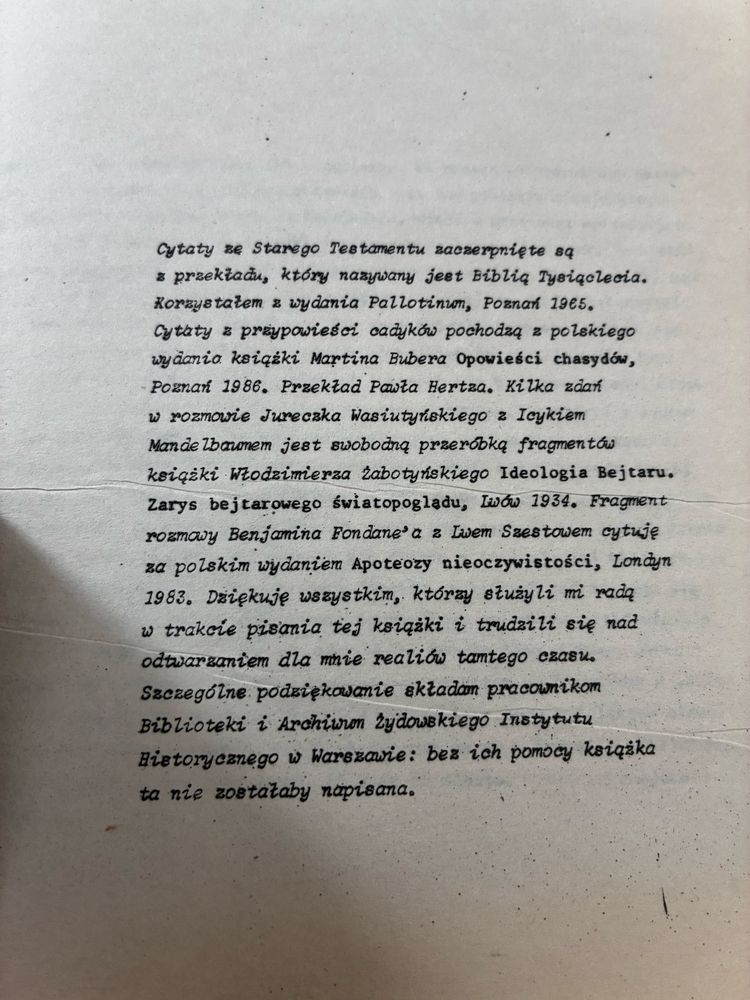 Cytaty ze Starego Testamentu zaczerpnięte są
z przekładu, który nazywany jest Biblią Tysiąclecia.
Korzystałem z wydania Pallotinum, Poznań 1965.
Cytaty z przypowieści cadyków pochodzą z polskiego
wydania książki Martina Bubera Opowieści chasydów,
Poznań 1986. Przekład Pawła Hertza. Kilka zdań
w rozmowie Jureczka Wasiutyńskiego z Icykiem
Mandelbaumem jest swobodną przeróbką fragmentów
książki Włodzimierza Żabotyńskiego Ideologia Bejtaru.
Zarys bejtarowego światopoglądu, Lwów 1934. Fragment
rozmowy Benjamina Fondane'a z Lwem Szestowem cytuję
za polskim wydaniem Apoteozy nieoczywistości, Londyn
1983. Dziękuję wszystkim, którzy służyli mi radą
w trakcie pisania tej książki i trudzili się nad
odtwarzaniem dla mnie realiów tamtego czasu.
Szczególne podziękowanie składam pracownikom
Biblioteki i Archiwum Żydowskiego Instytutu
Historycznego w Warszawie: bez ich pomocy książka
ta nie zostałaby napisana.